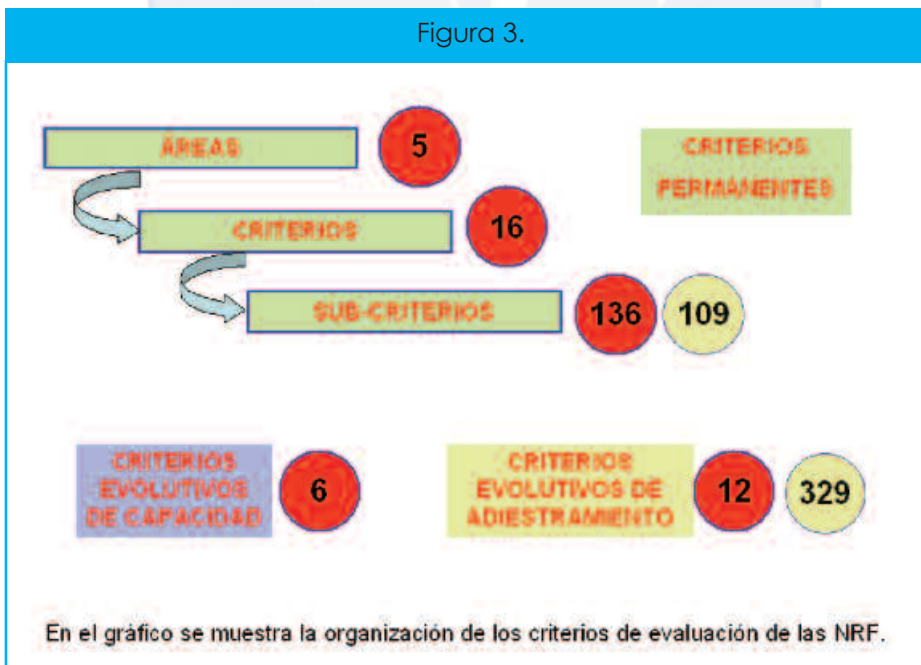 Figura 3.
ÁREAS
5
CRITERIOS
PERMANENTES
CRITERIOS
16
SUB-CRITERIOS
136
109
CRITERIOS
EVOLUTIVOS
DE CAPACIDAD
6
CRITERIOS
EVOLUTIVOS DE
ADIESTRAMIENTO
12
329
En el gráfico se muestra la organización de los criterios de evaluación de las NRF.